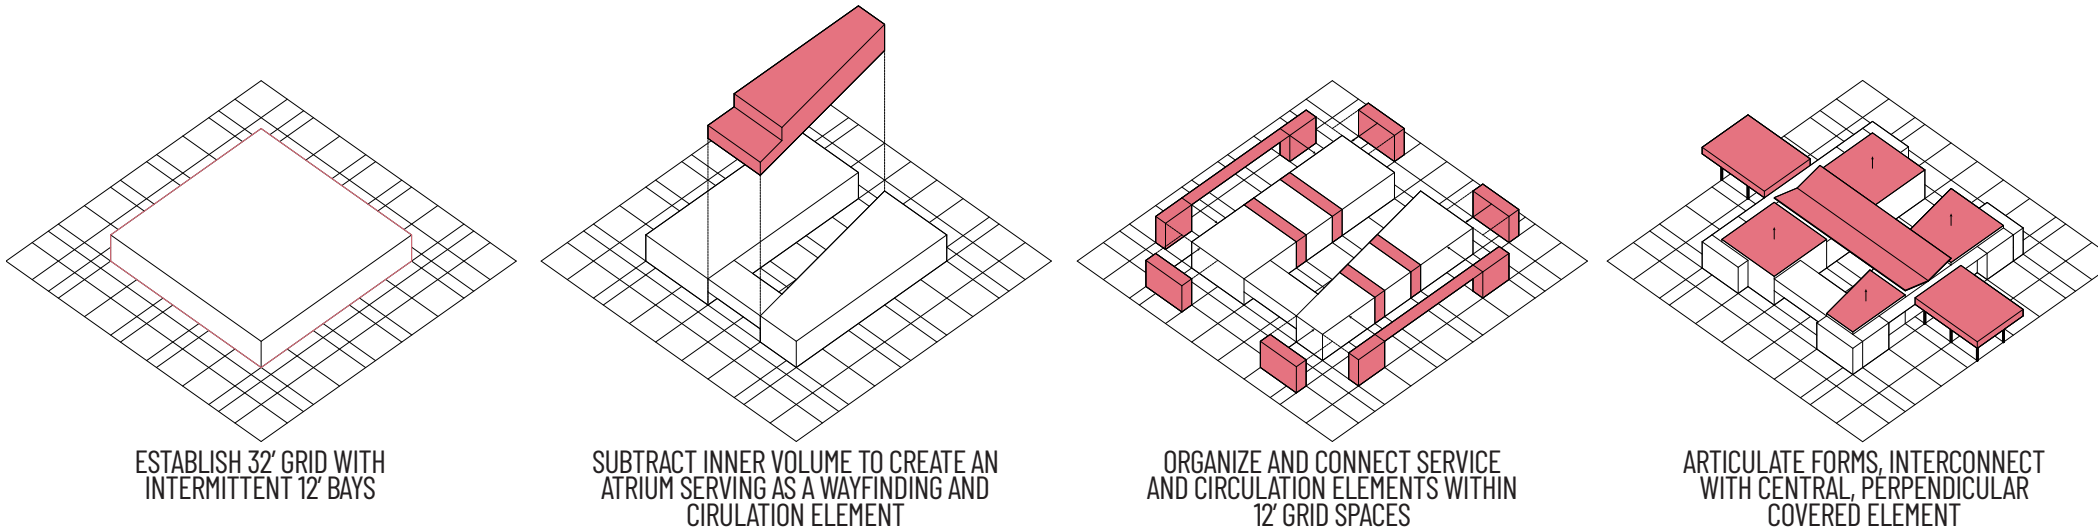 ESTABLISH 32' GRID WITH
INTERMITTENT 12' BAYS
SUBTRACT INNER VOLUME TO CREATE AN
ATRIUM SERVING AS A WAYFINDING AND
CIRULATION ELEMENT
ORGANIZE AND CONNECT SERVICE
AND CIRCULATION ELEMENTS WITHIN
12' GRID SPACES
ARTICULATE FORMS, INTERCONNECT
WITH CENTRAL, PERPENDICULAR
COVERED ELEMENT